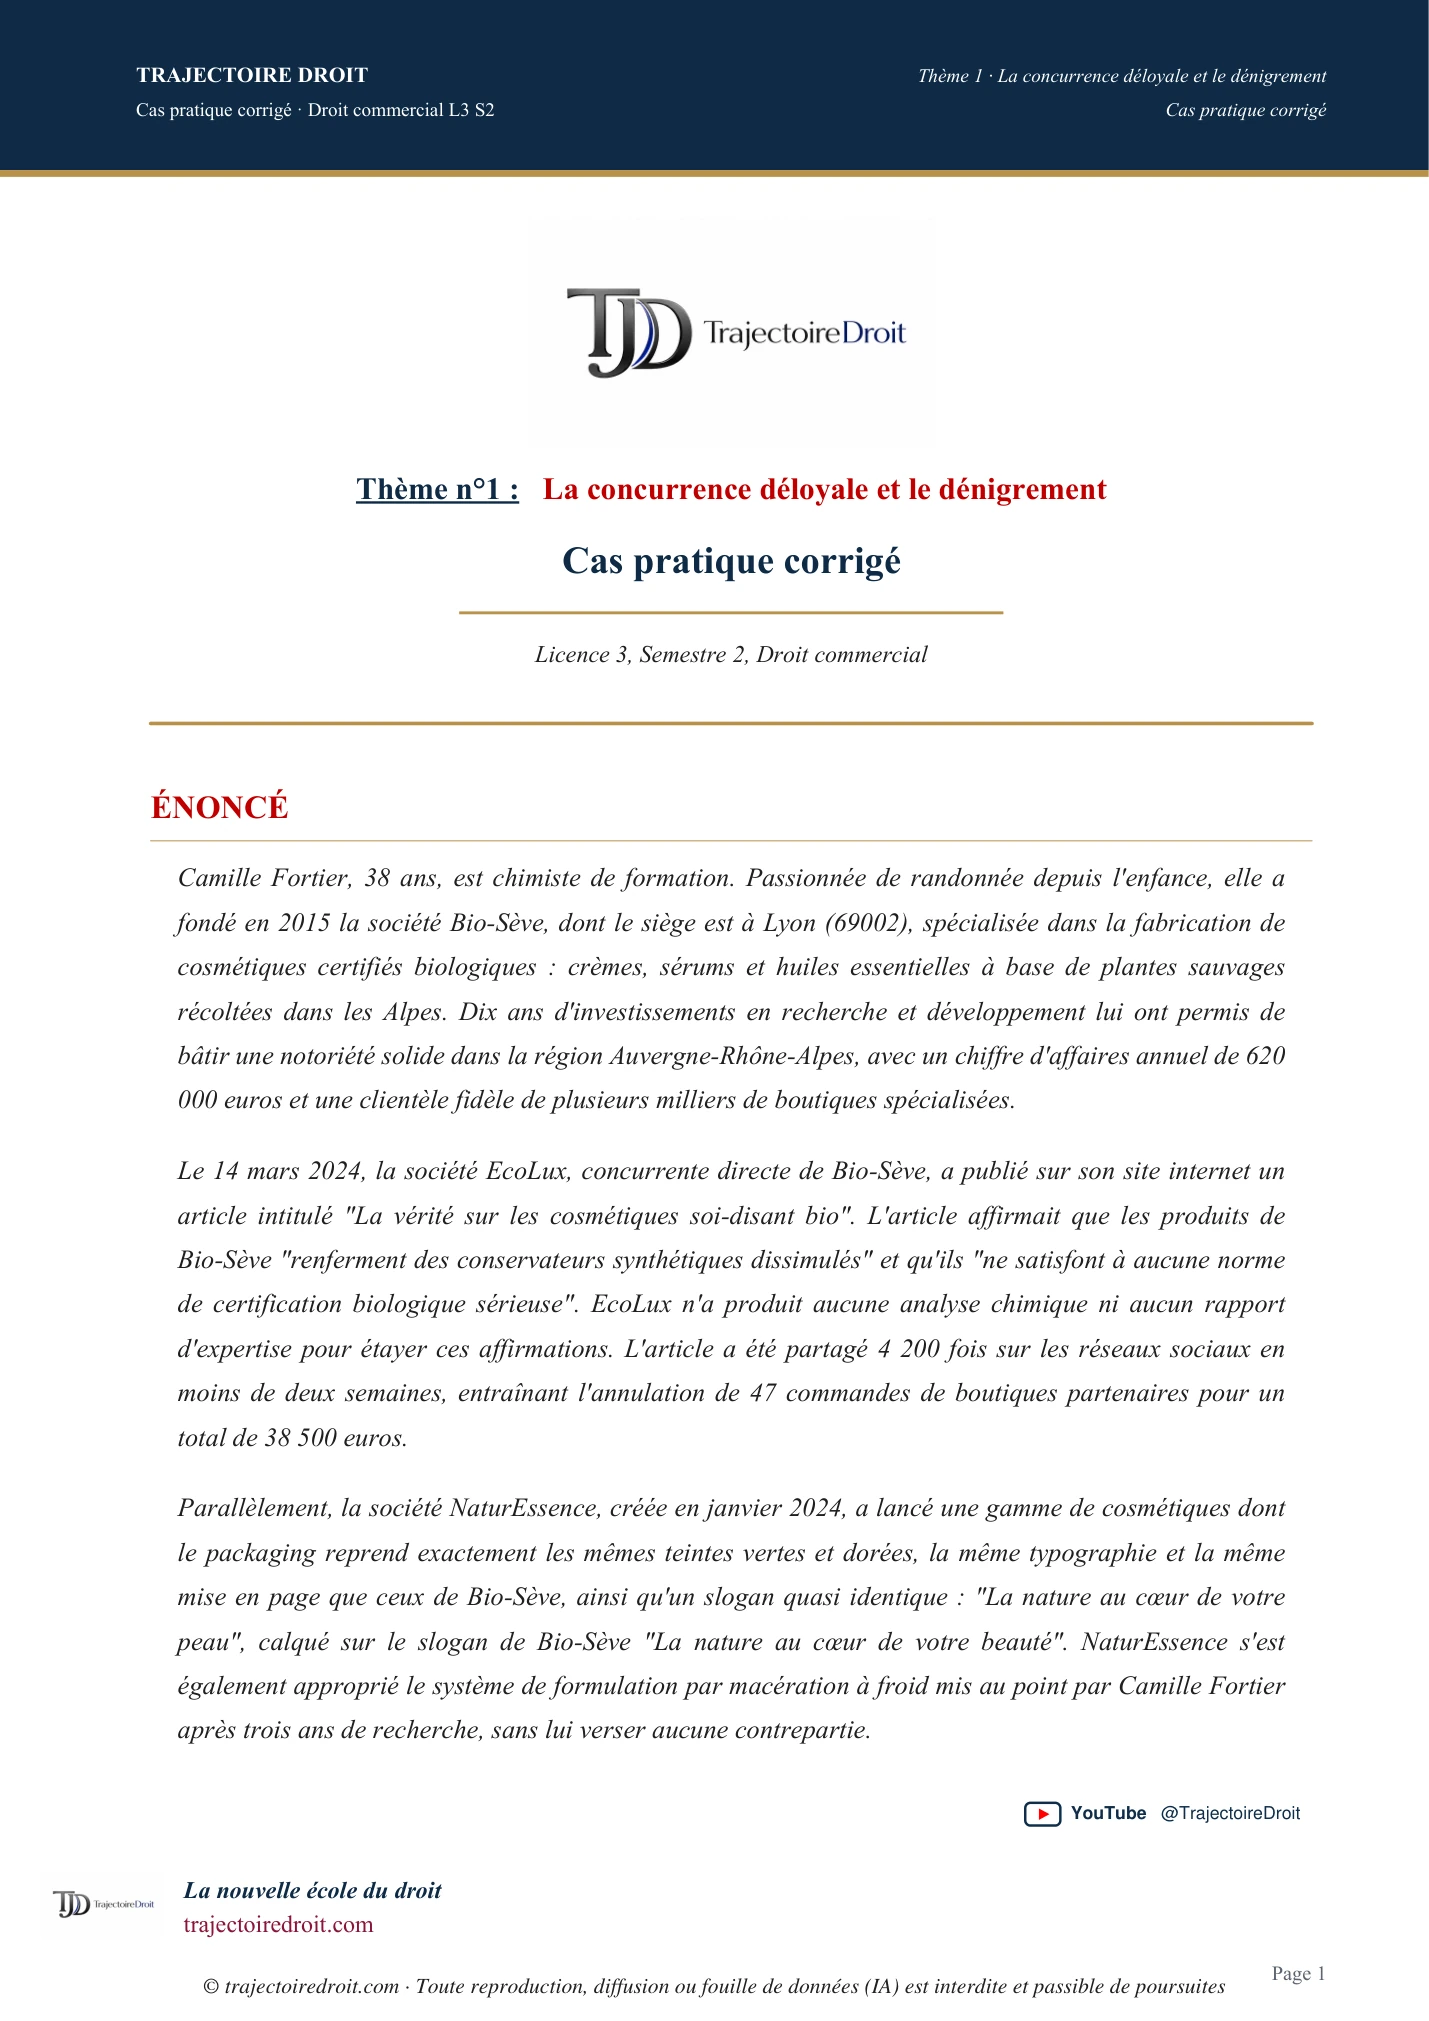 TRAJECTOIRE DROIT
Cas pratique corrigé · Droit commercial L3 S2
Thème 1 · La concurrence déloyale et le dénigrement
Cas pratique corrigé
TJD TrajectoireDroit
Thème n°1 : La concurrence déloyale et le dénigrement
Cas pratique corrigé
Licence 3, Semestre 2, Droit commercial
ÉNONCÉ
Camille Fortier, 38 ans, est chimiste de formation. Passionnée de randonnée depuis l'enfance, elle a
fondé en 2015 la société Bio-Sève, dont le siège est à Lyon (69002), spécialisée dans la fabrication de
cosmétiques certifiés biologiques : crèmes, sérums et huiles essentielles à base de plantes sauvages
récoltées dans les Alpes. Dix ans d'investissements en recherche et développement lui ont permis de
bâtir une notoriété solide dans la région Auvergne-Rhône-Alpes, avec un chiffre d'affaires annuel de 620
000 euros et une clientèle fidèle de plusieurs milliers de boutiques spécialisées.
Le 14 mars 2024, la société EcoLux, concurrente directe de Bio-Sève, a publié sur son site internet un
article intitulé "La vérité sur les cosmétiques soi-disant bio". L'article affirmait que les produits de
Bio-Sève "renferment des conservateurs synthétiques dissimulés" et qu'ils "ne satisfont à aucune norme
de certification biologique sérieuse". EcoLux n'a produit aucune analyse chimique ni aucun rapport
d'expertise pour étayer ces affirmations. L'article a été partagé 4 200 fois sur les réseaux sociaux en
moins de deux semaines, entraînant l'annulation de 47 commandes de boutiques partenaires pour un
total de 38 500 euros.
Parallèlement, la société NaturEssence, créée en janvier 2024, a lancé une gamme de cosmétiques dont
le packaging reprend exactement les mêmes teintes vertes et dorées, la même typographie et la même
mise en page que ceux de Bio-Sève, ainsi qu'un slogan quasi identique : "La nature au cœur de votre
peau", calqué sur le slogan de Bio-Sève "La nature au cœur de votre beauté". NaturEssence s'est
également approprié le système de formulation par macération à froid mis au point par Camille Fortier
après trois ans de recherche, sans lui verser aucune contrepartie.
YouTube @TrajectoireDroit
TJD TrajectoireDroit
La nouvelle école du droit
trajectoiredroit.com
© trajectoiredroit.com · Toute reproduction, diffusion ou fouille de données (IA) est interdite et passible de poursuites
Page 1